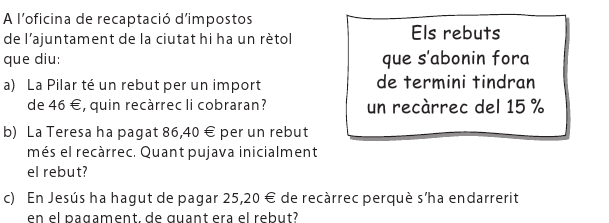 A l'oficina de recaptació d'impostos
de l'ajuntament de la ciutat hi ha un rètol
que diu:
Els rebuts
que s'abonin fora
de termini tindran
un recàrrec del 15 %
a) La Pilar té un rebut per un import
de 46 €, quin recàrrec li cobraran?
b) La Teresa ha pagat 86,40 € per un rebut
més el recàrrec. Quant pujava inicialment
el rebut?
c) En Jesús ha hagut de pagar 25,20 € de recàrrec perquè s'ha endarrerit
en el pagament, de quant era el rebut?